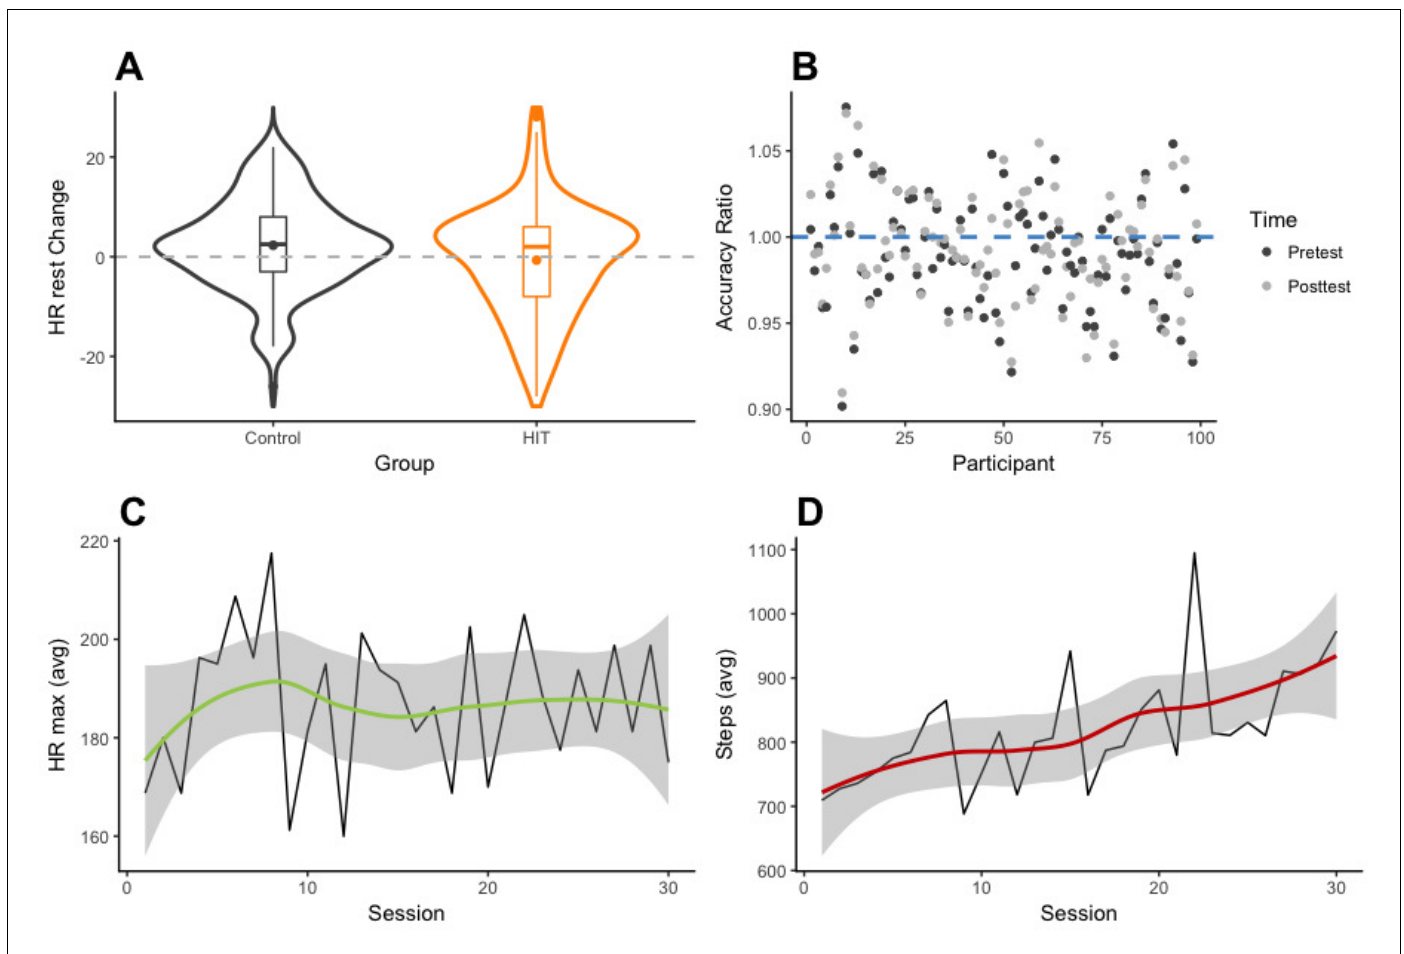 A
HR rest Change
20
0
-20
Control
HIT
Group
B
Accuracy Ratio
1.05
1.00
0.95
0.90
0
25
50
75
100
Participant
Time
Pretest
Posttest
C
HR max (avg)
220
200
180
160
0
10
20
30
Session
D
Steps (avg)
1100
1000
900
800
700
600
0
10
20
30
Session